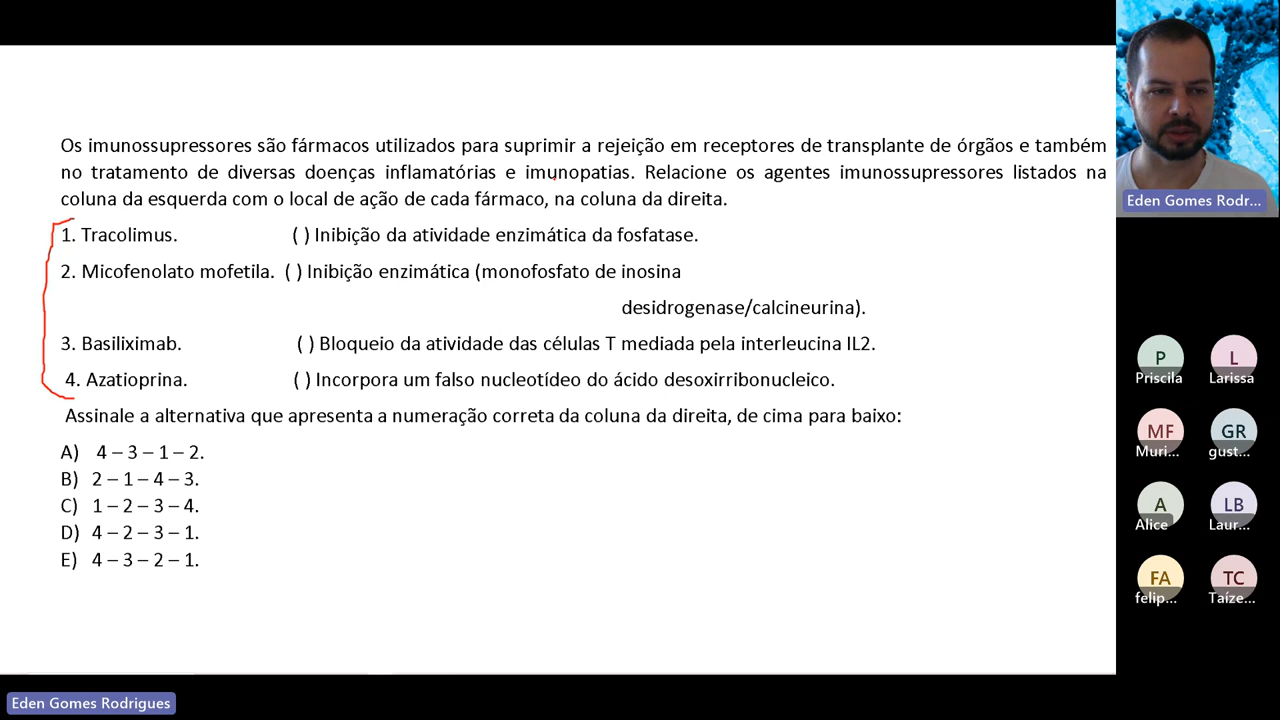 Os imunossupressores são fármacos utilizados para suprimir a rejeição em receptores de transplante de órgãos e também
no tratamento de diversas doenças inflamatórias e imunopatias. Relacione os agentes imunossupressores listados na
coluna da esquerda com o local de ação de cada fármaco, na coluna da direita.
1. Tracolimus. ( ) Inibição da atividade enzimática da fosfatase.
2. Micofenolato mofetila. ( ) Inibição enzimática (monofosfato de inosina
desidrogenase/calcineurina).
3. Basiliximab. ( ) Bloqueio da atividade das células T mediada pela interleucina IL2.
4. Azatioprina. ( ) Incorpora um falso nucleotídeo do ácido desoxirribonucleico.
Assinale a alternativa que apresenta a numeração correta da coluna da direita, de cima para baixo:
A) 4 – 3 – 1 – 2.
B) 2 – 1 – 4 – 3.
C) 1 – 2 – 3 – 4.
D) 4 – 2 – 3 – 1.
E) 4 – 3 – 2 – 1.
Eden Gomes Rodr...
P L
Priscila Larissa
MF GR
Muri... gust...
A LB
Alice Laur...
FA TC
felip... Taíze...
Eden Gomes Rodrigues